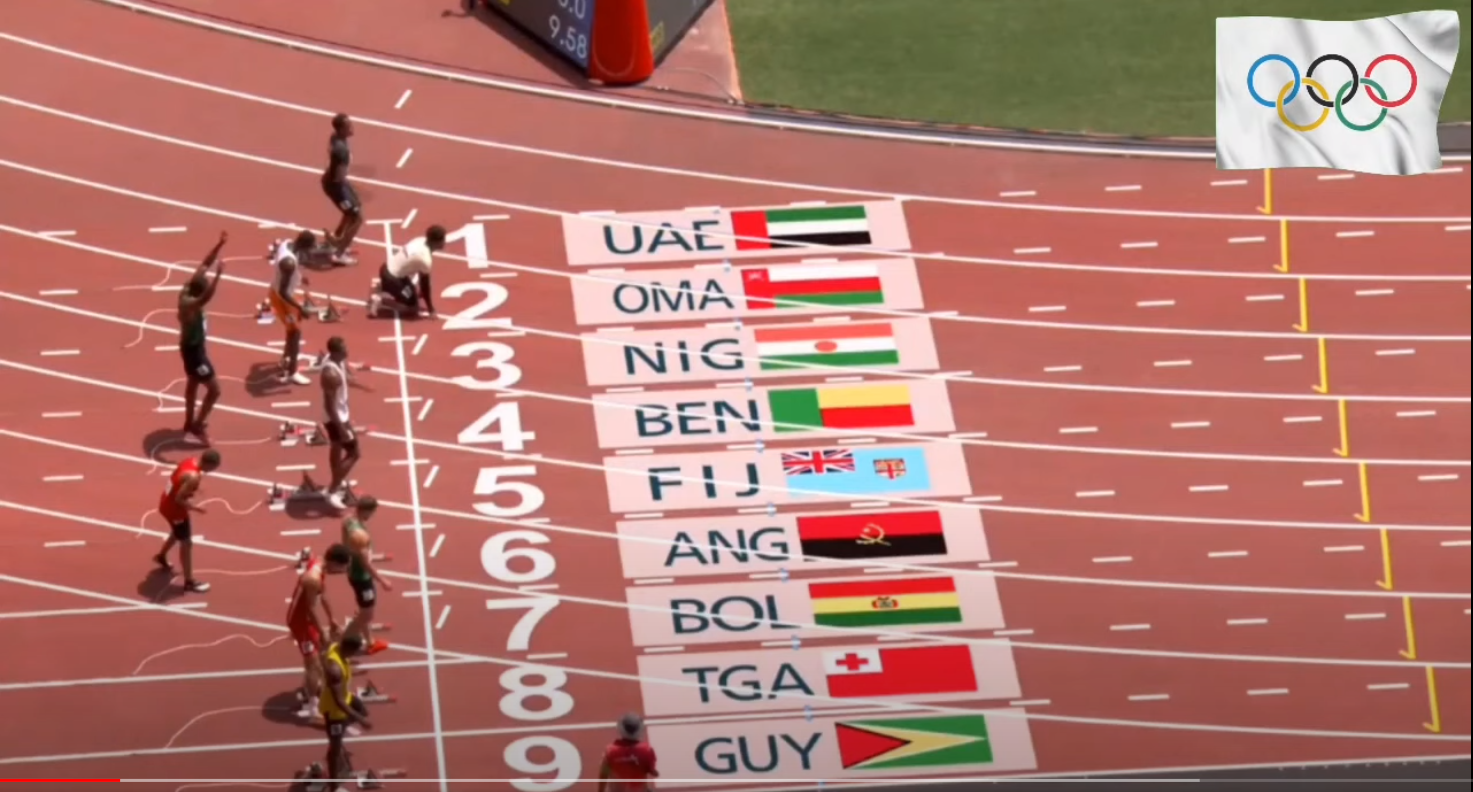 9.58
1 UAE
2 OMA
3 NIG
4 BEN
5 FIJ
6 ANG
7 BOL
8 TGA
9 GUY